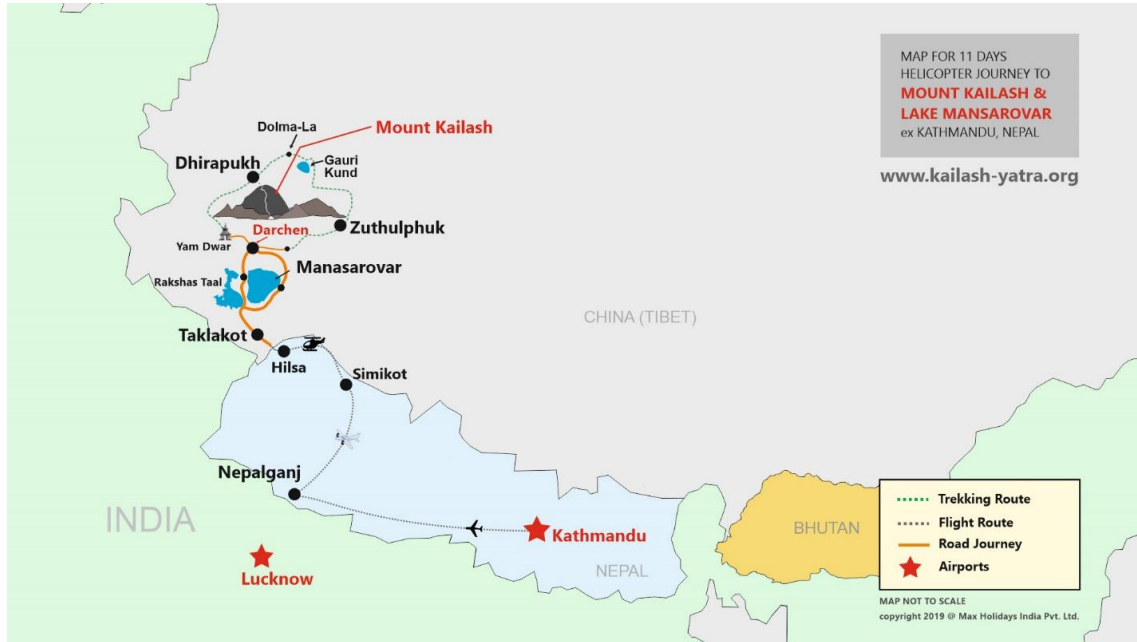 MAP FOR 11 DAYS
HELICOPTER JOURNEY TO
MOUNT KAILASH &
LAKE MANSAROVAR
ex KATHMANDU, NEPAL
www.kailash-yatra.org
Dolma-La
Mount Kailash
Dhirapukh
Gauri
Kund
Zuthulphuk
Darchen
Yam Dwar
Manasarovar
Rakshas Taal
CHINA (TIBET)
Taklakot
Hilsa
Simikot
Nepalganj
INDIA
Kathmandu
BHUTAN
NEPAL
Lucknow
Trekking Route
Flight Route
Road Journey
Airports
MAP NOT TO SCALE
copyright 2019 @ Max Holidays India Pvt. Ltd.